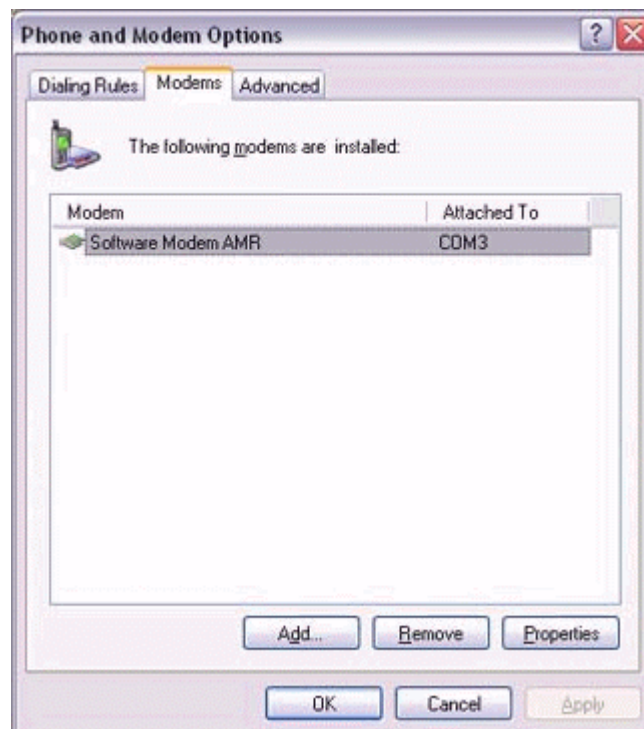 Phone and Modem Options
Dialing Rules Modems Advanced
The following modems are installed:
Modem Attached To
Software Modem AMR COM3
Add... Remove Properties
OK Cancel Apply